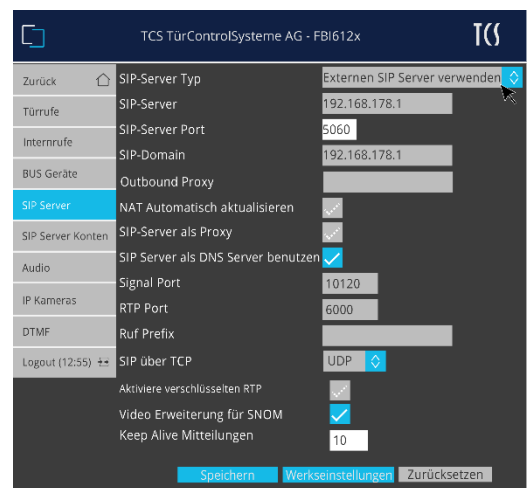 TCS TürControlSysteme AG - FBI612x
TCS
Zurück
Türrufe
Internrufe
BUS Geräte
SIP Server
SIP Server Konten
Audio
IP Kameras
DTMF
Logout (12:55)
SIP-Server Typ Externen SIP Server verwenden
SIP-Server 192.168.178.1
SIP-Server Port 5060
SIP-Domain 192.168.178.1
Outbound Proxy
NAT Automatisch aktualisieren
SIP-Server als Proxy
SIP Server als DNS Server benutzen
Signal Port 10120
RTP Port 6000
Ruf Prefix
SIP über TCP UDP
Aktiviere verschlüsselten RTP
Video Erweiterung für SNOM
Keep Alive Mitteilungen 10
Speichern Werkseinstellungen Zurücksetzen